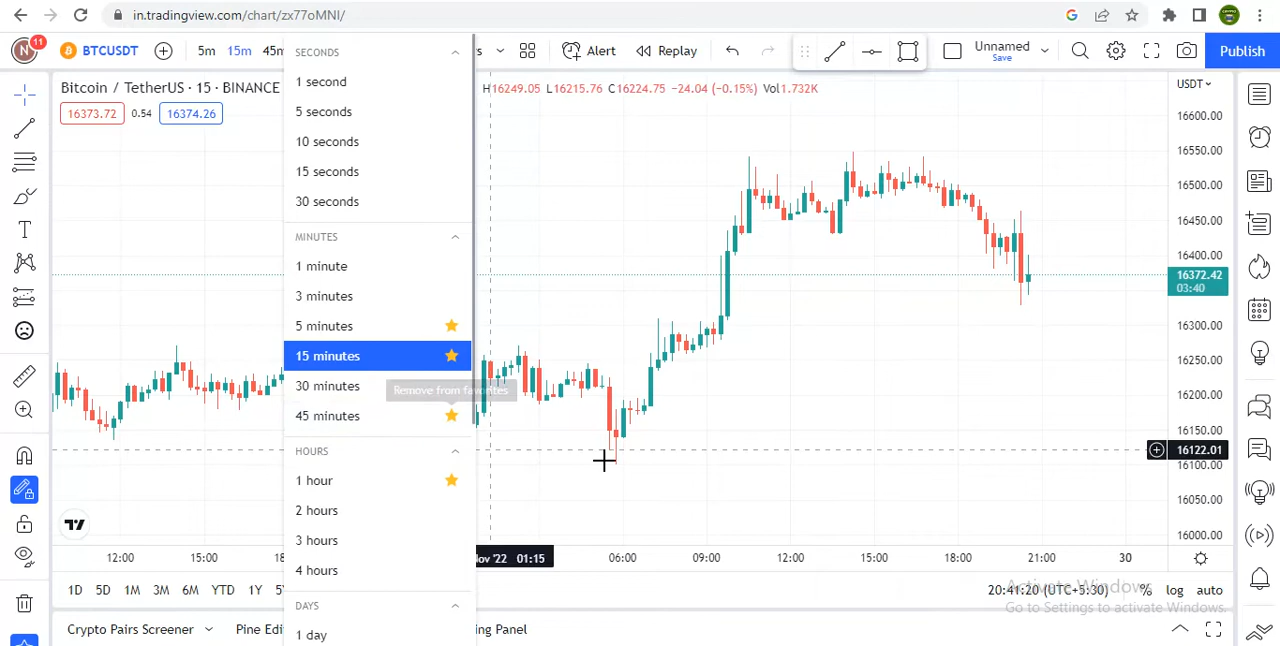 in.tradingview.com/chart/zx77oMNI/
N 11 BTCUSDT 5m 15m 45m Alert Replay Unnamed Save Publish
Bitcoin / TetherUS · 15 · BINANCE
H16249.05 L16215.76 C16224.75 −24.04 (−0.15%) Vol1.732K
16373.72 0.54 16374.26
USDT
SECONDS
1 second
5 seconds
10 seconds
15 seconds
30 seconds
MINUTES
1 minute
3 minutes
5 minutes
15 minutes
30 minutes
Remove from favorites
45 minutes
HOURS
1 hour
2 hours
3 hours
4 hours
DAYS
1 day
16600.00
16550.00
16500.00
16450.00
16400.00
16372.42
03:40
16300.00
16250.00
16200.00
16150.00
16122.01
16100.00
16050.00
16000.00
12:00 15:00 '22 01:15 06:00 09:00 12:00 15:00 18:00 21:00 30
1D 5D 1M 3M 6M YTD 1Y 20:41:20 (UTC+5:30) % log auto
Activate Windows
Go to Settings to activate Windows.
Crypto Pairs Screener Pine Edi ng Panel